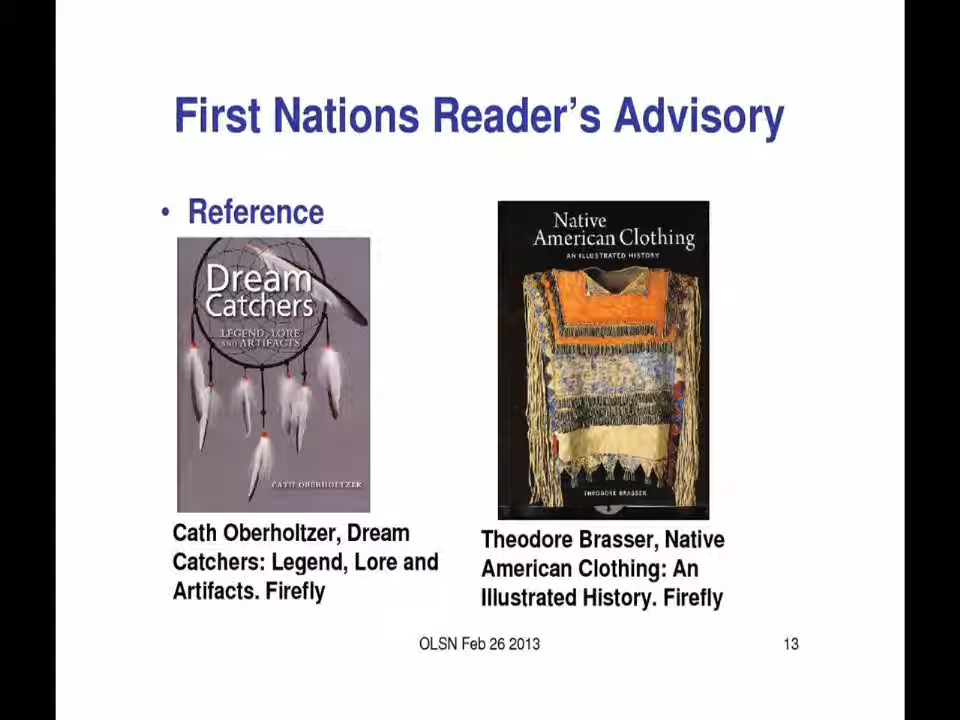 First Nations Reader's Advisory
• Reference
Dream
Catchers
LEGEND, LORE
AND ARTIFACTS
CATH OBERHOLTZER
Native
American Clothing
AN ILLUSTRATED HISTORY
THEODORE BRASSER
Cath Oberholtzer, Dream
Catchers: Legend, Lore and
Artifacts. Firefly
Theodore Brasser, Native
American Clothing: An
Illustrated History. Firefly
OLSN Feb 26 2013
13